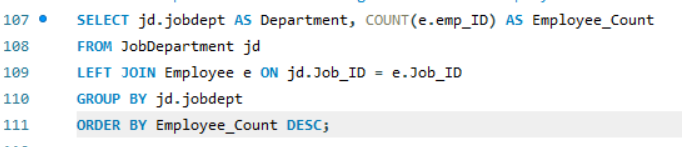 107 SELECT jd.jobdept AS Department, COUNT(e.emp_ID) AS Employee_Count
108 FROM JobDepartment jd
109 LEFT JOIN Employee e ON jd.Job_ID = e.Job_ID
110 GROUP BY jd.jobdept
111 ORDER BY Employee_Count DESC;